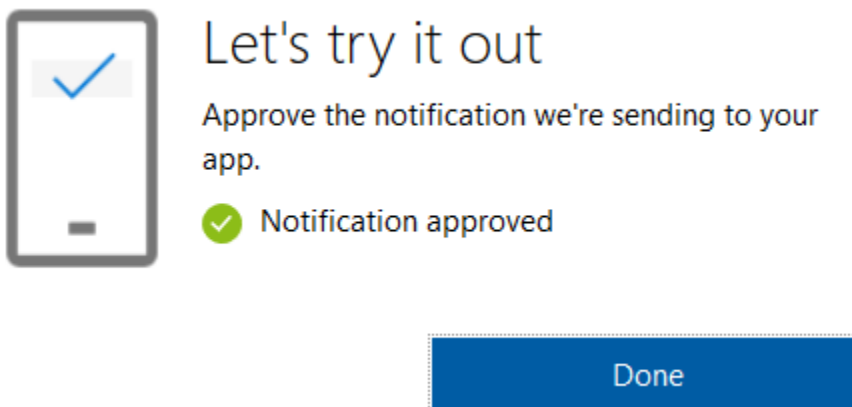 Let's try it out
Approve the notification we're sending to your
app.
Notification approved
Done